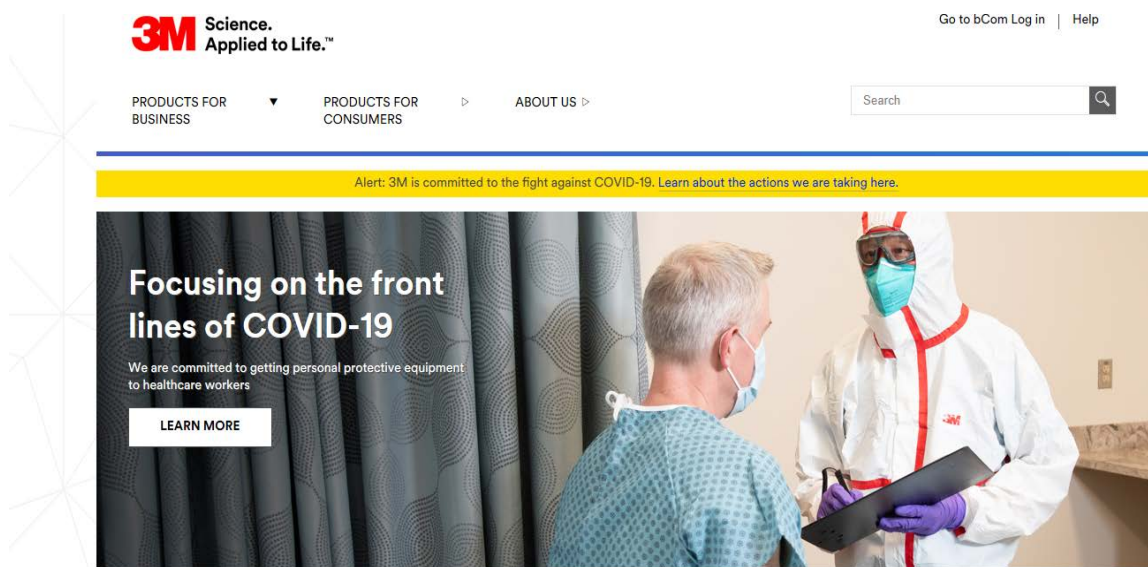 3M Science.
Applied to Life.™
Go to bCom Log in | Help
PRODUCTS FOR
BUSINESS
PRODUCTS FOR
CONSUMERS
ABOUT US
Search
Alert: 3M is committed to the fight against COVID-19. Learn about the actions we are taking here.
Focusing on the front
lines of COVID-19
We are committed to getting personal protective equipment
to healthcare workers
LEARN MORE
3M